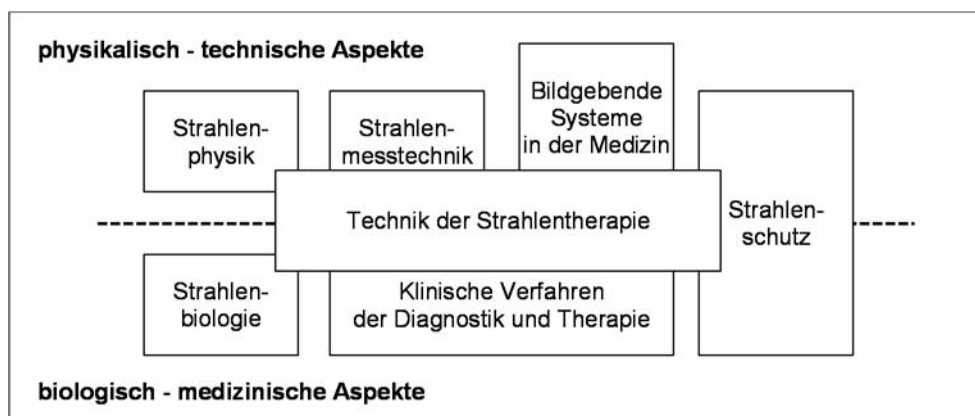 physikalisch - technische Aspekte
Strahlen-
physik
Strahlen-
messtechnik
Bildgebende
Systeme
in der Medizin
Technik der Strahlentherapie
Strahlen-
schutz
Strahlen-
biologie
Klinische Verfahren
der Diagnostik und Therapie
biologisch - medizinische Aspekte